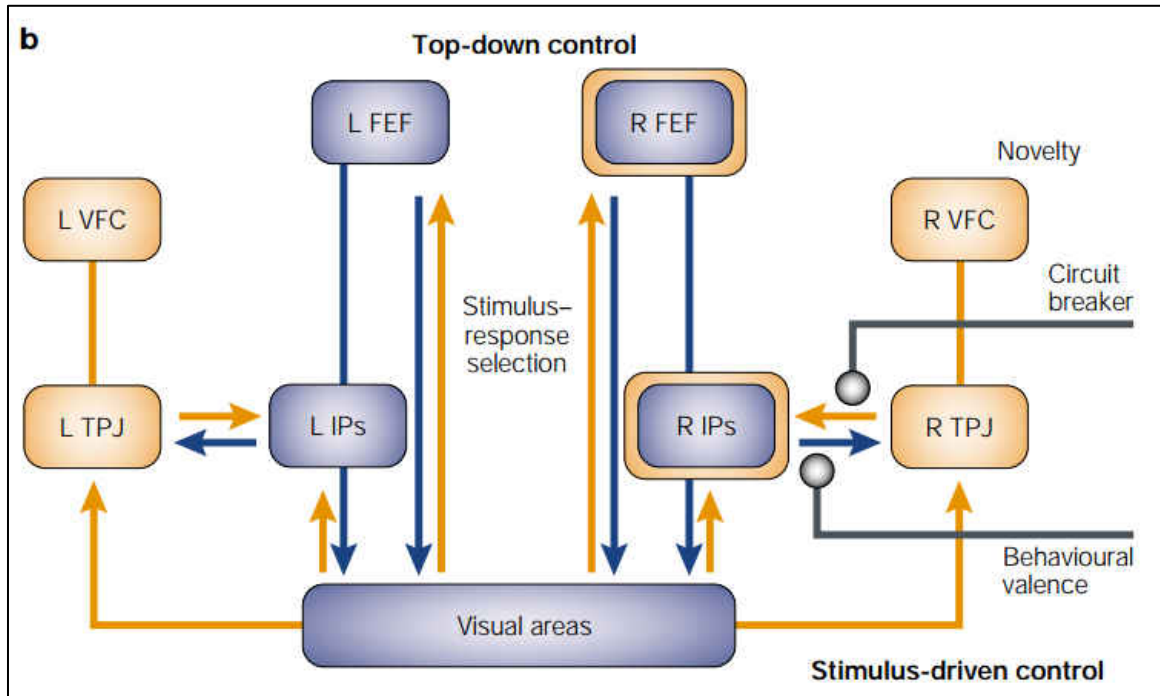 b
Top-down control
L FEF
R FEF
Novelty
L VFC
R VFC
Circuit
breaker
Stimulus–
response
selection
L TPJ
L IPs
R IPs
R TPJ
Behavioural
valence
Visual areas
Stimulus-driven control